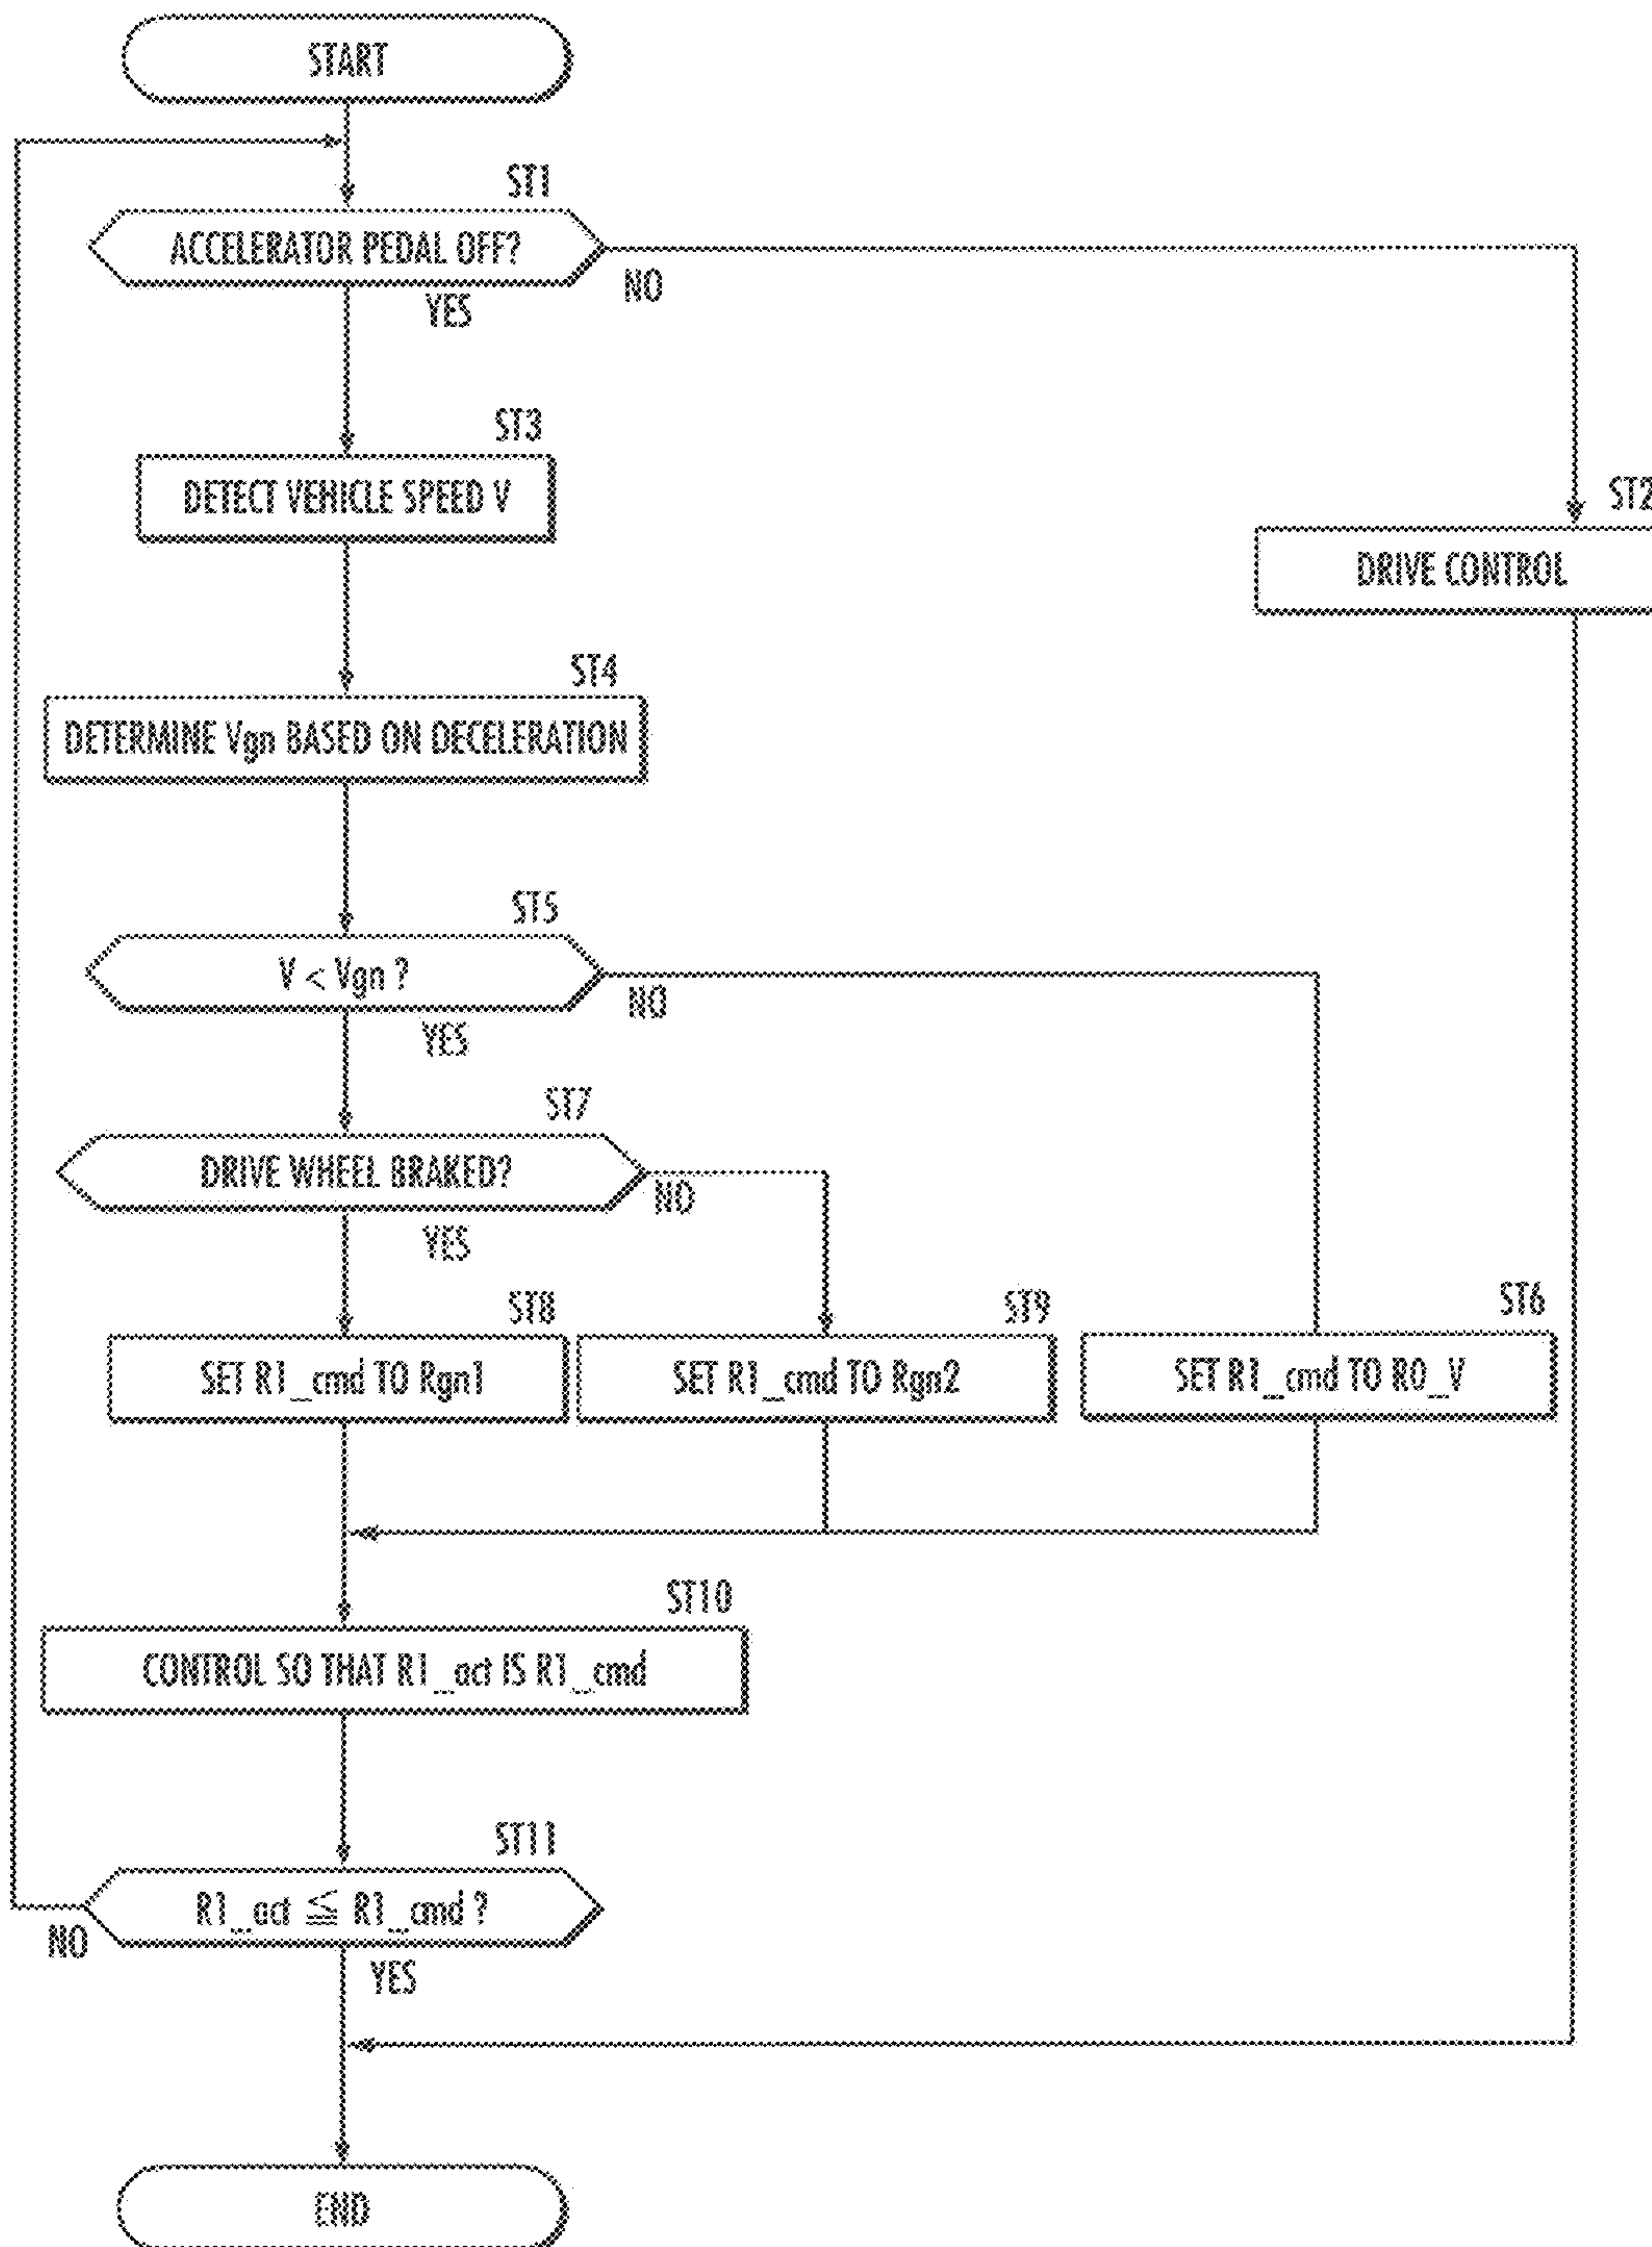 START
ST1
ACCELERATOR PEDAL OFF?
NO
YES
ST3
DETECT VEHICLE SPEED V
ST2
DRIVE CONTROL
ST4
DETERMINE Vgn BASED ON DECELERATION
ST5
V < Vgn ?
NO
YES
ST7
DRIVE WHEEL BRAKED?
NO
YES
ST8
SET R1_cmd TO Rgn1
ST9
SET R1_cmd TO Rgn2
ST6
SET R1_cmd TO R0_V
ST10
CONTROL SO THAT R1_act IS R1_cmd
ST11
R1_act ≦ R1_cmd ?
NO
YES
END